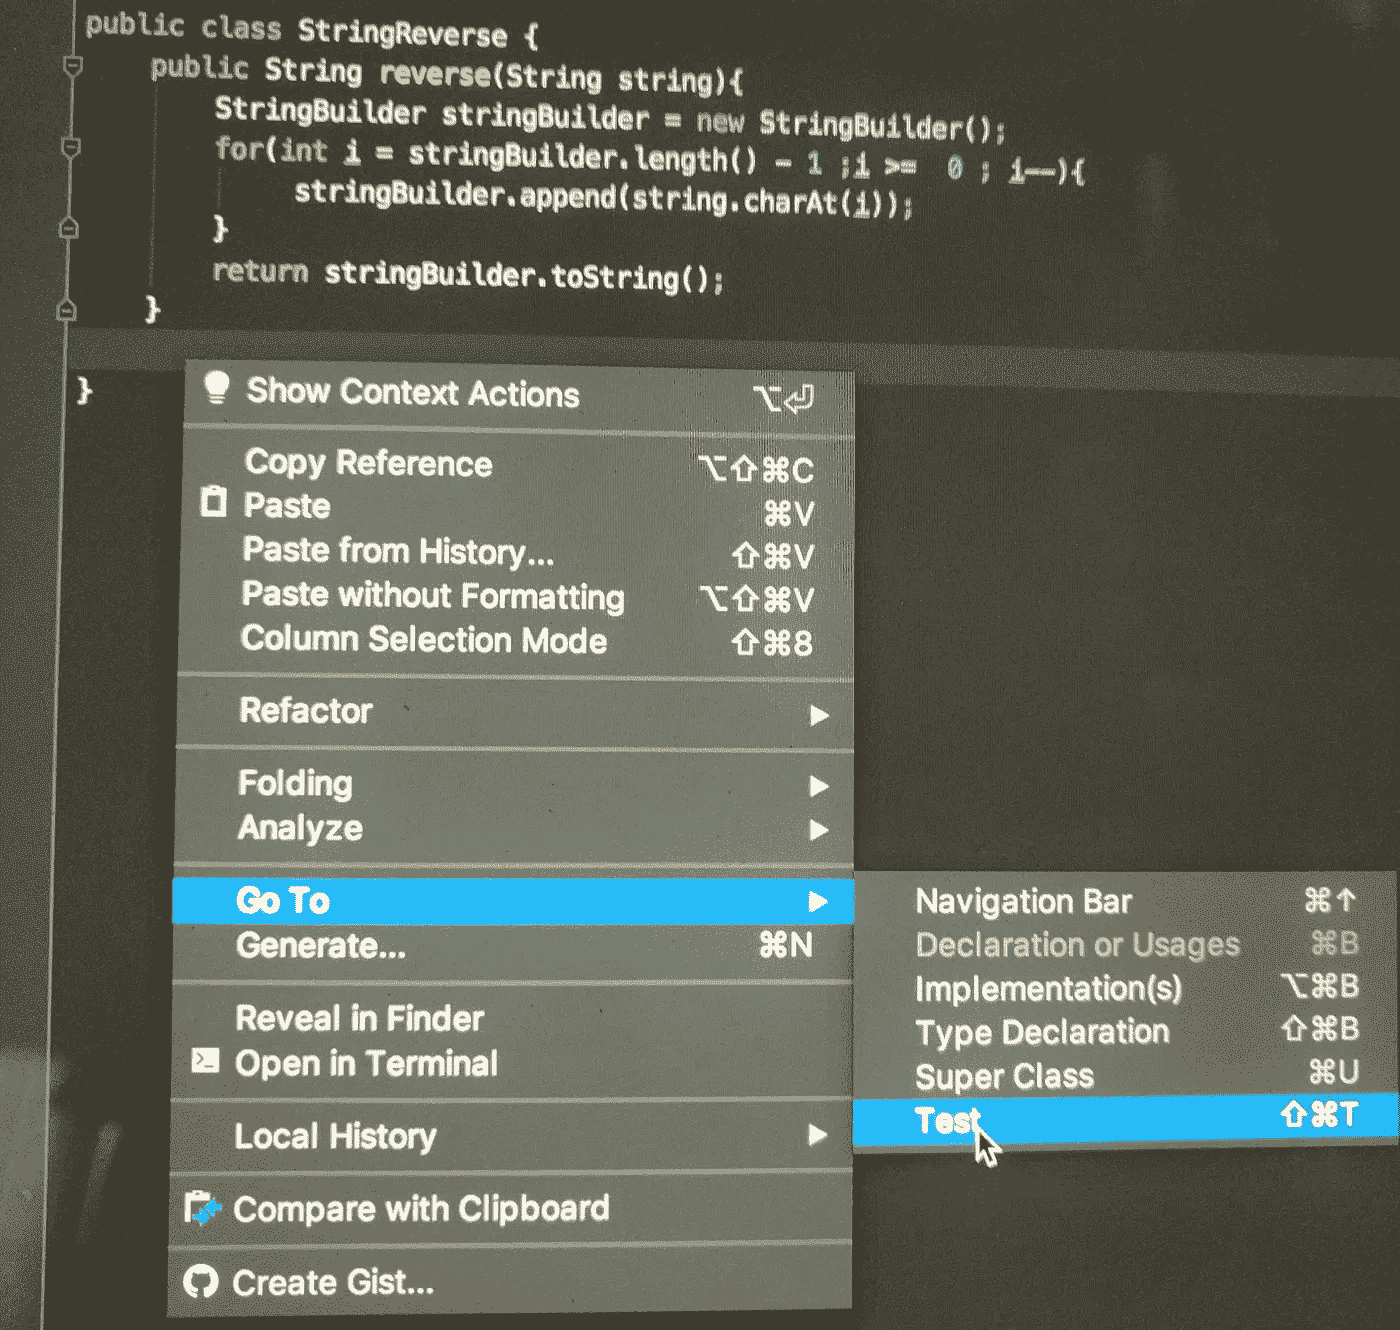 public class StringReverse {
public String reverse(String string){
StringBuilder stringBuilder = new StringBuilder();
for(int i = stringBuilder.length() - 1 ;i >=  0 ; i--){
stringBuilder.append(string.charAt(i));
}
return stringBuilder.toString();
}
}
Show Context Actions ⌥⏎
Copy Reference ⌥⇧⌘C
Paste ⌘V
Paste from History... ⇧⌘V
Paste without Formatting ⌥⇧⌘V
Column Selection Mode ⇧⌘8
Refactor ▶
Folding ▶
Analyze ▶
Go To ▶
Generate... ⌘N
Reveal in Finder
Open in Terminal
Local History ▶
Compare with Clipboard
Create Gist...
Navigation Bar ⌘↑
Declaration or Usages ⌘B
Implementation(s) ⌥⌘B
Type Declaration ⇧⌘B
Super Class ⌘U
Test ⇧⌘T